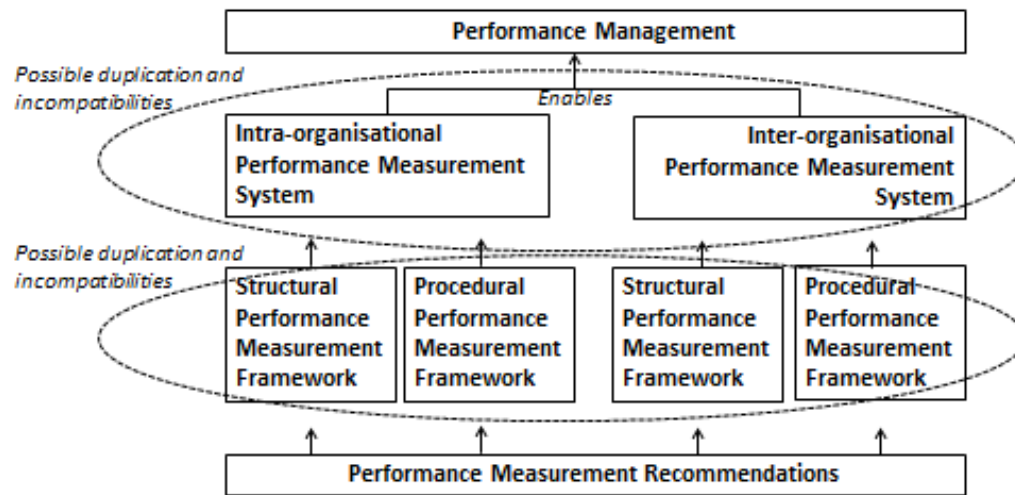 Performance Management
Possible duplication and
incompatibilities
Enables
Intra-organisational
Performance Measurement
System
Inter-organisational
Performance Measurement
System
Possible duplication and
incompatibilities
Structural
Performance
Measurement
Framework
Procedural
Performance
Measurement
Framework
Structural
Performance
Measurement
Framework
Procedural
Performance
Measurement
Framework
Performance Measurement Recommendations